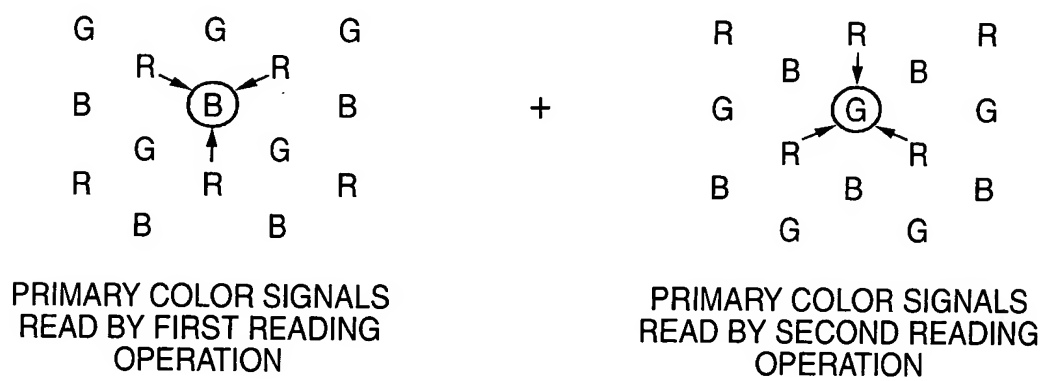 G G G R R R
R R B B
B B B + G G G
G G R R
R R R B B B
B B G G
PRIMARY COLOR SIGNALS
READ BY FIRST READING
OPERATION
PRIMARY COLOR SIGNALS
READ BY SECOND READING
OPERATION